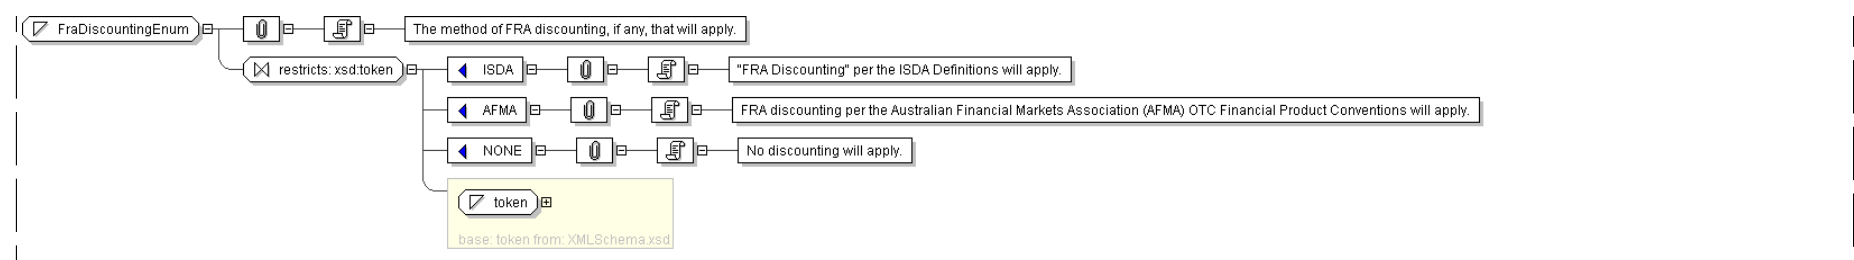 FraDiscountingEnum The method of FRA discounting, if any, that will apply.
restricts: xsd:token ISDA "FRA Discounting" per the ISDA Definitions will apply.
AFMA FRA discounting per the Australian Financial Markets Association (AFMA) OTC Financial Product Conventions will apply.
NONE No discounting will apply.
token
base: token from: XMLSchema.xsd